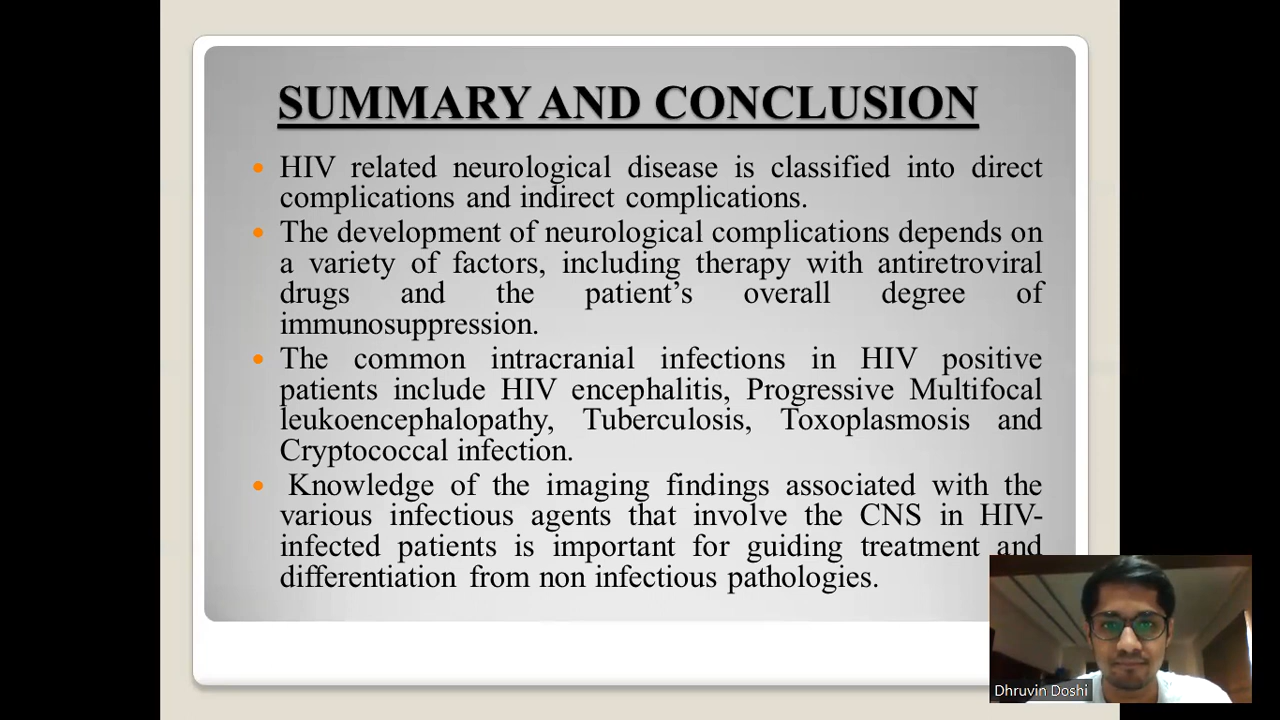 SUMMARY AND CONCLUSION
HIV related neurological disease is classified into direct
complications and indirect complications.
The development of neurological complications depends on
a variety of factors, including therapy with antiretroviral
drugs and the patient’s overall degree of
immunosuppression.
The common intracranial infections in HIV positive
patients include HIV encephalitis, Progressive Multifocal
leukoencephalopathy, Tuberculosis, Toxoplasmosis and
Cryptococcal infection.
Knowledge of the imaging findings associated with the
various infectious agents that involve the CNS in HIV-
infected patients is important for guiding treatment and
differentiation from non infectious pathologies.
Dhruvin Doshi